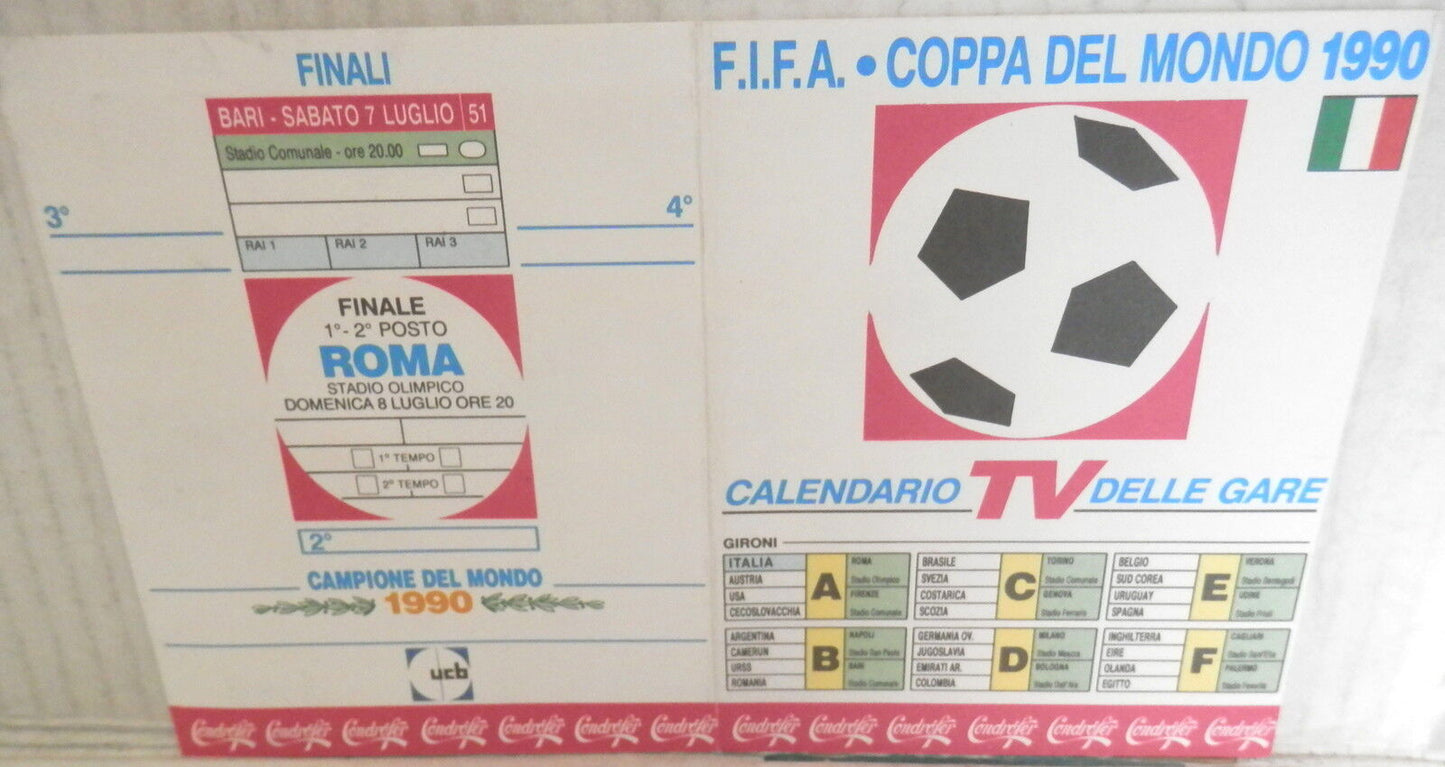 FINALI
BARI - SABATO 7 LUGLIO 51
Stadio Comunale - ore 20.00
3° 4°
RAI 1 RAI 2 RAI 3
FINALE
1°- 2° POSTO
ROMA
STADIO OLIMPICO
DOMENICA 8 LUGLIO ORE 20
1° TEMPO
2° TEMPO
2°
CAMPIONE DEL MONDO
1990
ucb
F.I.F.A. • COPPA DEL MONDO 1990
CALENDARIO TV DELLE GARE
GIRONI
ITALIA
AUSTRIA
USA
CECOSLOVACCHIA
A
ROMA
Stadio Olimpico
FIRENZE
Stadio Comunale
BRASILE
SVEZIA
COSTARICA
SCOZIA
C
TORINO
Stadio Comunale
GENOVA
Stadio Ferraris
BELGIO
SUD COREA
URUGUAY
SPAGNA
E
VERONA
Stadio Bentegodi
UDINE
Stadio Friuli
ARGENTINA
CAMERUN
URSS
ROMANIA
B
NAPOLI
Stadio San Paolo
BARI
Stadio Comunale
GERMANIA OV.
JUGOSLAVIA
EMIRATI AR.
COLOMBIA
D
MILANO
Stadio Meazza
BOLOGNA
Stadio Dall'Ara
INGHILTERRA
EIRE
OLANDA
EGITTO
F
CAGLIARI
Stadio Sant'Elia
PALERMO
Stadio Favorita
Condrofer Condrofer Condrofer Condrofer Condrofer Condrofer Condrofer Condrofer Condrofer Condrofer Condrofer Condrofer Condrofer Condrofer